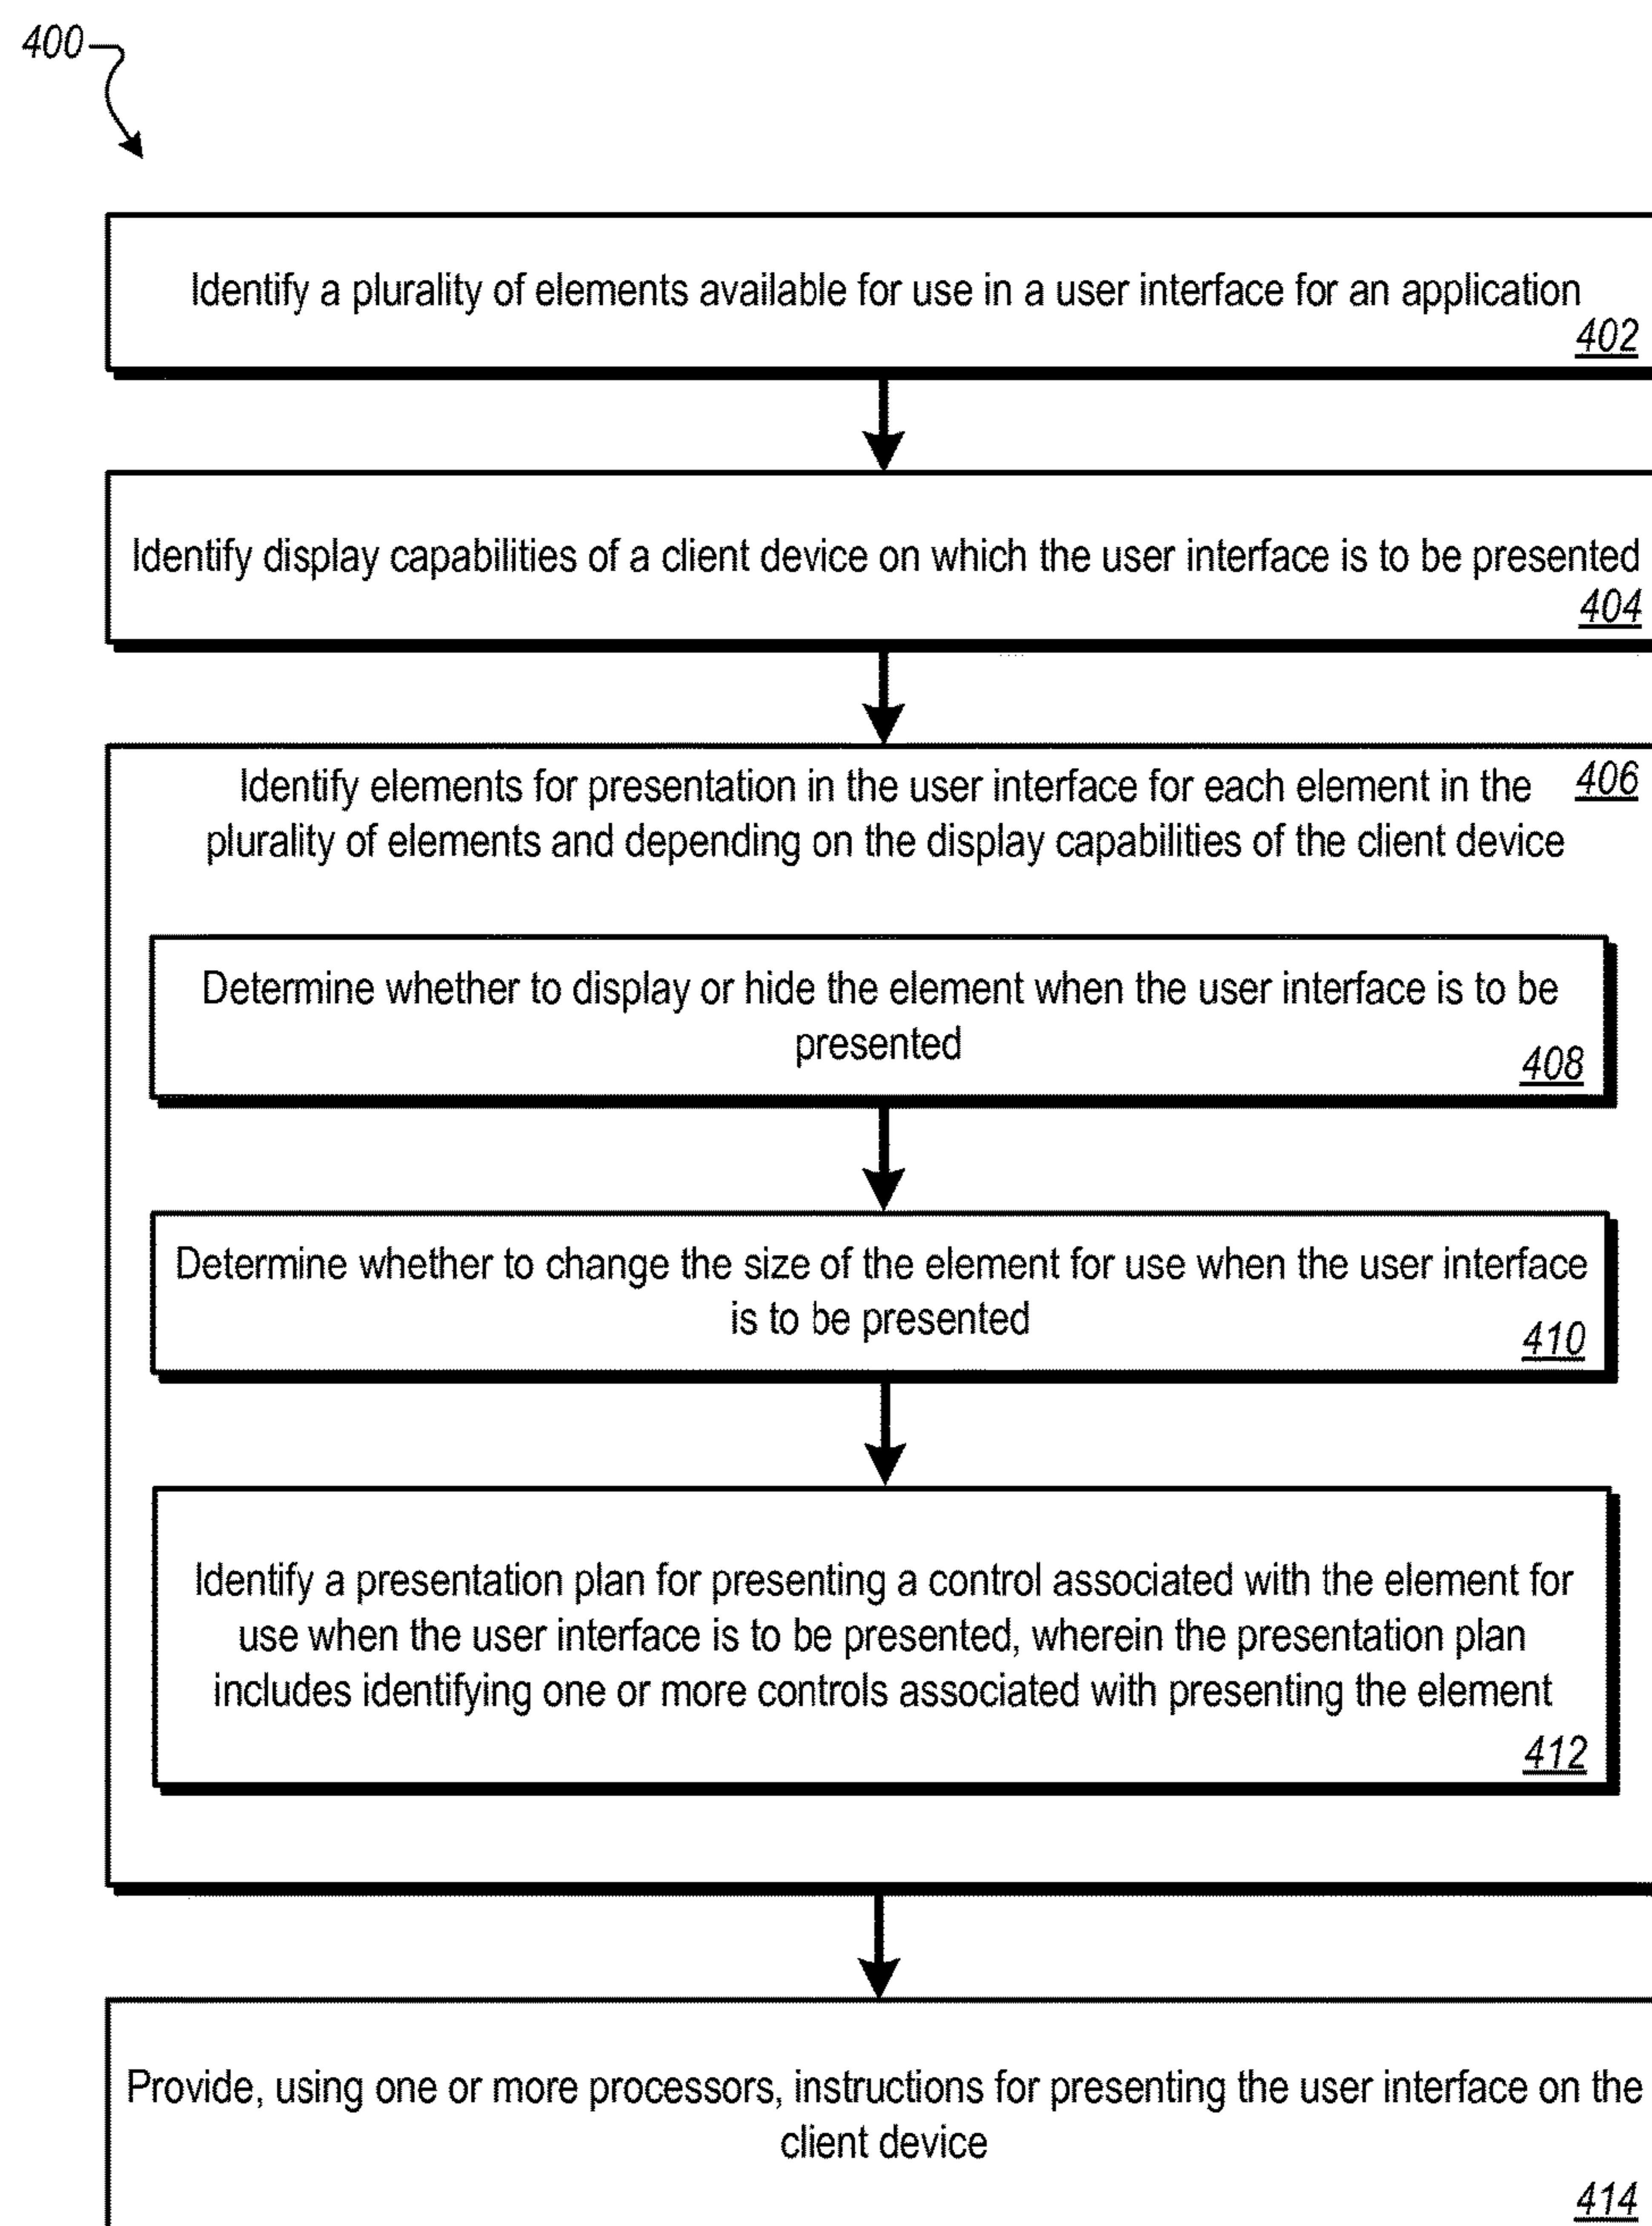 400
Identify a plurality of elements available for use in a user interface for an application
402
Identify display capabilities of a client device on which the user interface is to be presented
404
Identify elements for presentation in the user interface for each element in the
406
plurality of elements and depending on the display capabilities of the client device
Determine whether to display or hide the element when the user interface is to be
presented
408
Determine whether to change the size of the element for use when the user interface
is to be presented
410
Identify a presentation plan for presenting a control associated with the element for
use when the user interface is to be presented, wherein the presentation plan
includes identifying one or more controls associated with presenting the element
412
Provide, using one or more processors, instructions for presenting the user interface on the
client device
414